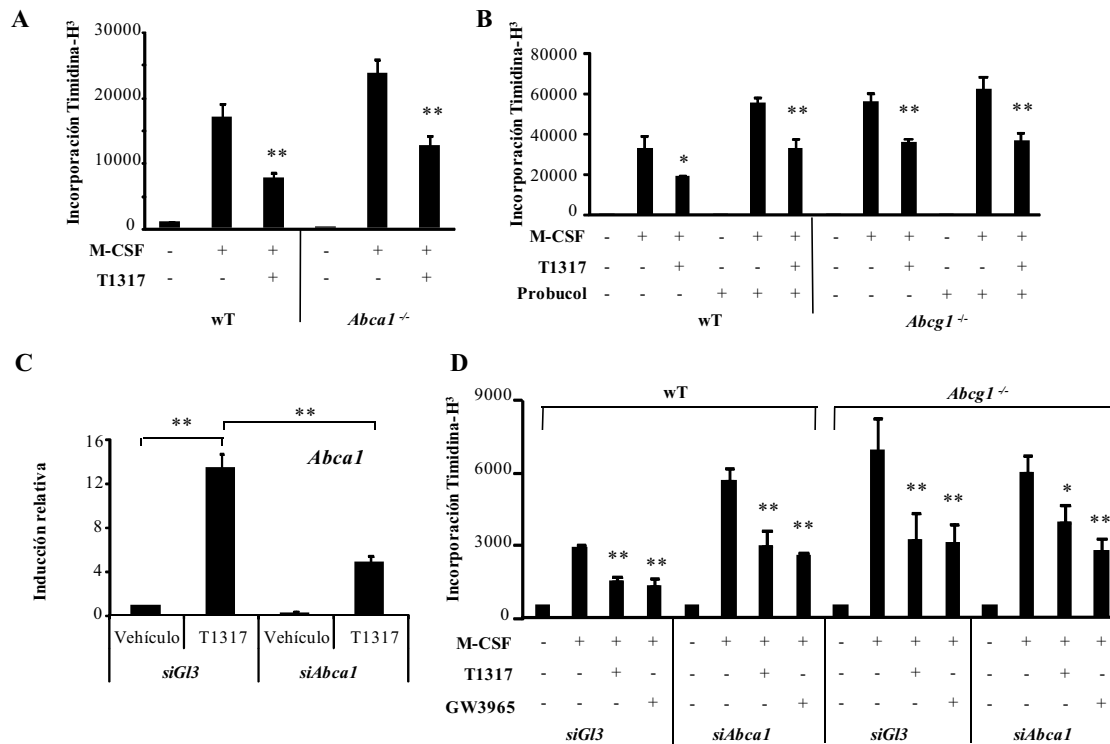 A
Incorporación Timidina-H³
30000
20000
10000
0
** **
M-CSF - + + - + +
T1317 - - + - - +
wT Abca1 -/-
B
Incorporación Timidina-H³
80000
60000
40000
20000
0
* ** ** **
M-CSF - + + - + + - + + - + +
T1317 - - + - - + - - + - - +
Probucol - - - + + + - - - + + +
wT Abcg1 -/-
C
Inducción relativa
16
12
8
4
0
** **
Abca1
Vehículo T1317 Vehículo T1317
siGl3 siAbca1
D
Incorporación Timidina-H³
9000
6000
3000
0
wT Abcg1 -/-
** ** ** ** ** ** * **
M-CSF - + + + - + + + - + + + - + + +
T1317 - - + - - - + - - - + - - - + -
GW3965 - - - + - - - + - - - + - - - +
siGl3 siAbca1 siGl3 siAbca1